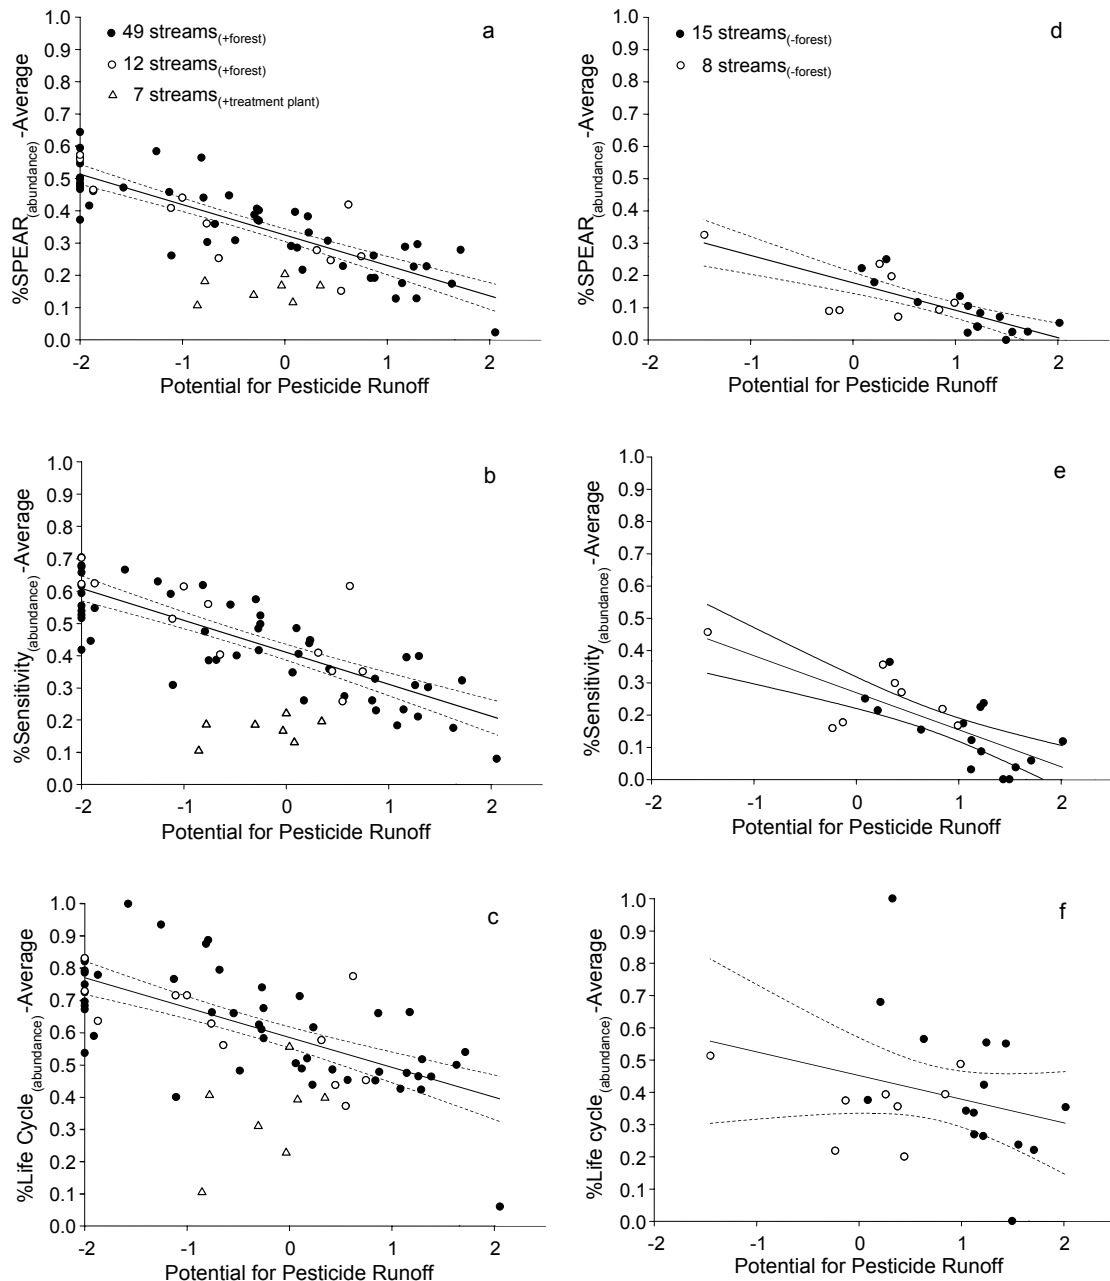 a
49 streams(+forest)
12 streams(+forest)
7 streams(+treatment plant)
%SPEAR(abundance)-Average
1.0
0.9
0.8
0.7
0.6
0.5
0.4
0.3
0.2
0.1
0.0
-2 -1 0 1 2
Potential for Pesticide Runoff
d
15 streams(-forest)
8 streams(-forest)
%SPEAR(abundance)-Average
1.0
0.9
0.8
0.7
0.6
0.5
0.4
0.3
0.2
0.1
0.0
-2 0 1 2
Potential for Pesticide Runoff
b
%Sensitivity(abundance)-Average
1.0
0.9
0.8
0.7
0.6
0.5
0.4
0.3
0.2
0.1
0.0
-2 -1 0 1 2
Potential for Pesticide Runoff
e
%Sensitivity(abundance)-Average
1.0
0.9
0.8
0.7
0.6
0.5
0.4
0.3
0.2
0.1
0.0
-2 -1 0 1 2
Potential for Pesticide Runoff
c
%Life Cycle(abundance)-Average
1.0
0.9
0.8
0.7
0.6
0.5
0.4
0.3
0.2
0.1
0.0
-2 -1 0 1 2
Potential for Pesticide Runoff
f
%Life cycle(abundance)-Average
1.0
0.9
0.8
0.7
0.6
0.5
0.4
0.3
0.2
0.1
0.0
-2 -1 0 1 2
Potential for Pesticide Runoff